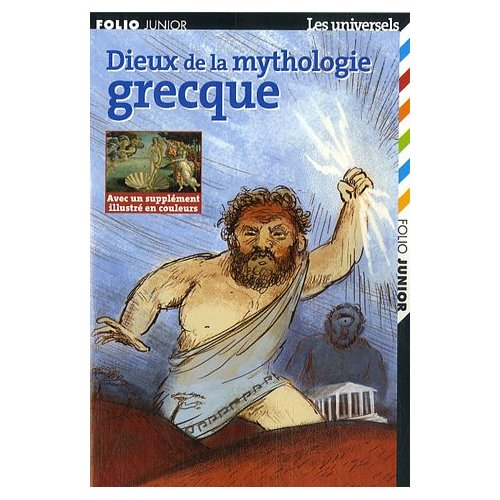 FOLIO JUNIOR
Les universels
Dieux de la mythologie
grecque
Avec un supplément
illustré en couleurs
FOLIO JUNIOR